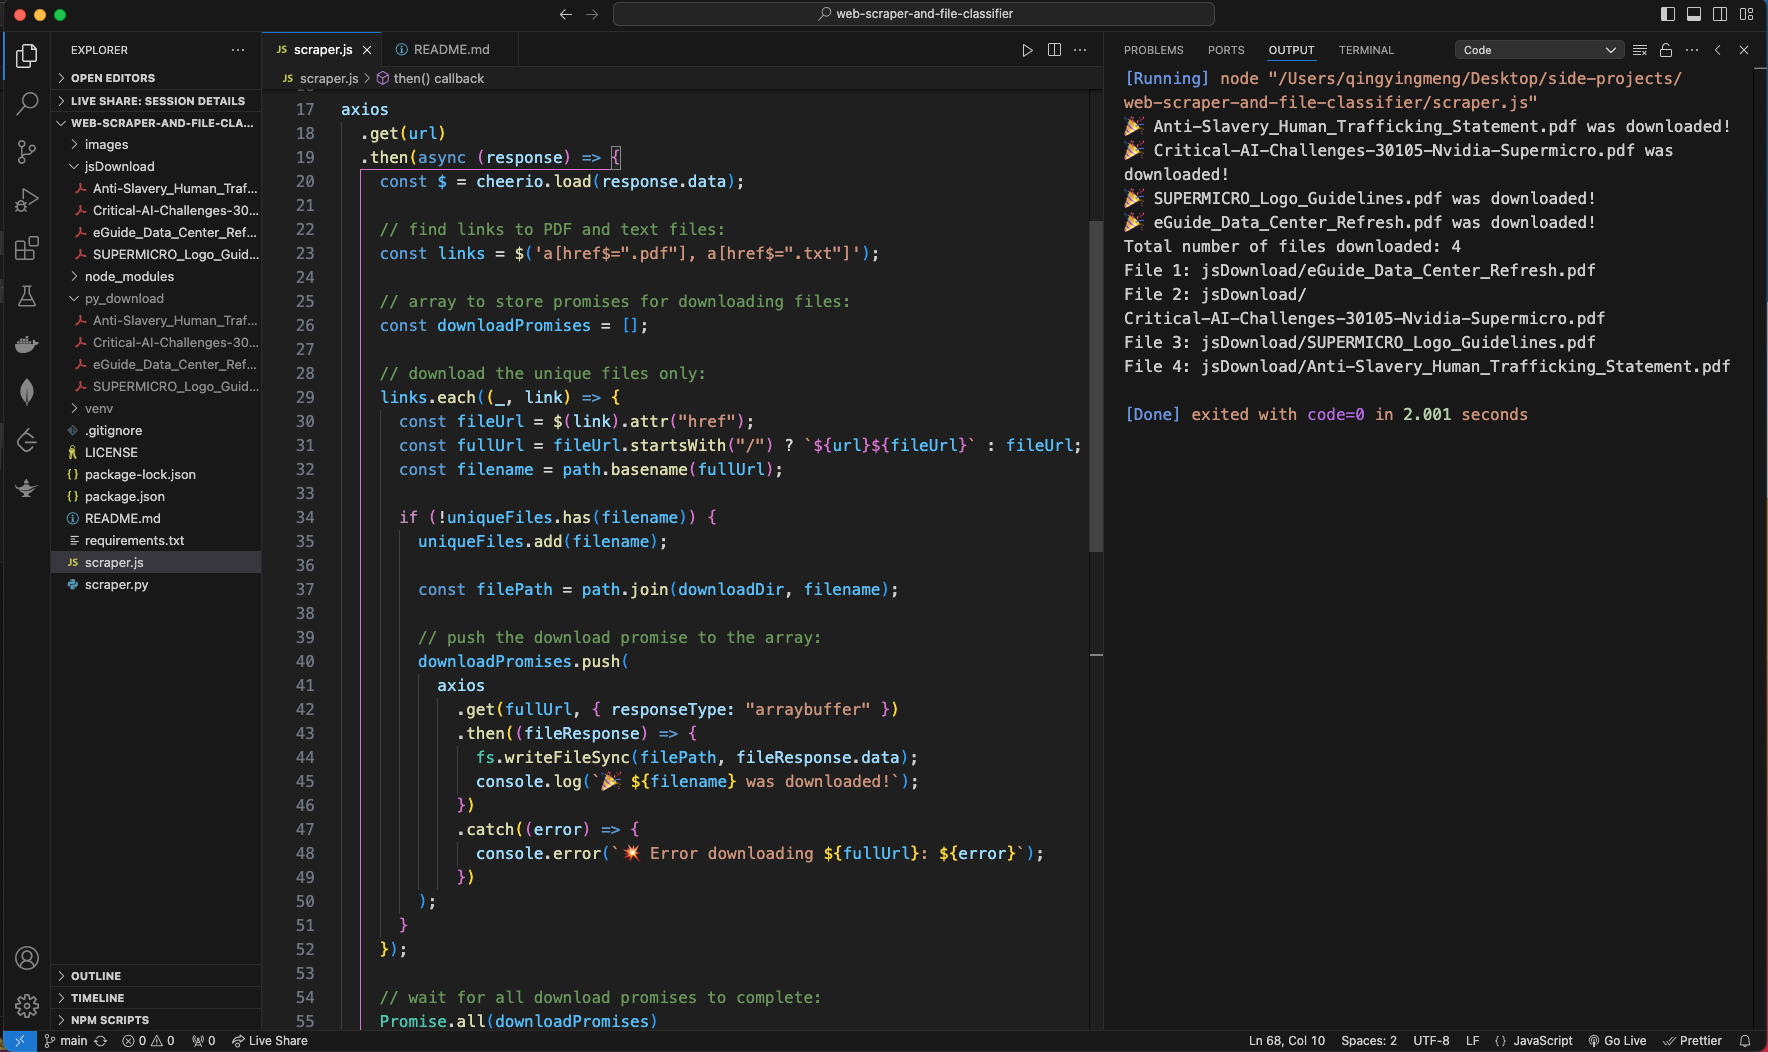 web-scraper-and-file-classifier
EXPLORER
OPEN EDITORS
LIVE SHARE: SESSION DETAILS
WEB-SCRAPER-AND-FILE-CLA...
images
jsDownload
Anti-Slavery_Human_Traf...
Critical-AI-Challenges-30...
eGuide_Data_Center_Ref...
SUPERMICRO_Logo_Guid...
node_modules
py_download
Anti-Slavery_Human_Traf...
Critical-AI-Challenges-30...
eGuide_Data_Center_Ref...
SUPERMICRO_Logo_Guid...
venv
.gitignore
LICENSE
{} package-lock.json
{} package.json
README.md
requirements.txt
JS scraper.js
scraper.py
OUTLINE
TIMELINE
NPM SCRIPTS
JS scraper.js
README.md
JS scraper.js > then() callback
17 axios
18 .get(url)
19 .then(async (response) => {
20 const $ = cheerio.load(response.data);
21
22 // find links to PDF and text files:
23 const links = $('a[href$=".pdf"], a[href$=".txt"]');
24
25 // array to store promises for downloading files:
26 const downloadPromises = [];
27
28 // download the unique files only:
29 links.each((_, link) => {
30 const fileUrl = $(link).attr("href");
31 const fullUrl = fileUrl.startsWith("/") ? `${url}${fileUrl}` : fileUrl;
32 const filename = path.basename(fullUrl);
33
34 if (!uniqueFiles.has(filename)) {
35 uniqueFiles.add(filename);
36
37 const filePath = path.join(downloadDir, filename);
38
39 // push the download promise to the array:
40 downloadPromises.push(
41 axios
42 .get(fullUrl, { responseType: "arraybuffer" })
43 .then((fileResponse) => {
44 fs.writeFileSync(filePath, fileResponse.data);
45 console.log(`🎉 ${filename} was downloaded!`);
46 })
47 .catch((error) => {
48 console.error(`💥 Error downloading ${fullUrl}: ${error}`);
49 })
50 );
51 }
52 });
53
54 // wait for all download promises to complete:
55 Promise.all(downloadPromises)
PROBLEMS PORTS OUTPUT TERMINAL
Code
[Running] node "/Users/qingyingmeng/Desktop/side-projects/
web-scraper-and-file-classifier/scraper.js"
🎉 Anti-Slavery_Human_Trafficking_Statement.pdf was downloaded!
🎉 Critical-AI-Challenges-30105-Nvidia-Supermicro.pdf was
downloaded!
🎉 SUPERMICRO_Logo_Guidelines.pdf was downloaded!
🎉 eGuide_Data_Center_Refresh.pdf was downloaded!
Total number of files downloaded: 4
File 1: jsDownload/eGuide_Data_Center_Refresh.pdf
File 2: jsDownload/
Critical-AI-Challenges-30105-Nvidia-Supermicro.pdf
File 3: jsDownload/SUPERMICRO_Logo_Guidelines.pdf
File 4: jsDownload/Anti-Slavery_Human_Trafficking_Statement.pdf
[Done] exited with code=0 in 2.001 seconds
main 0 0 0 Live Share
Ln 68, Col 10 Spaces: 2 UTF-8 LF {} JavaScript Go Live Prettier